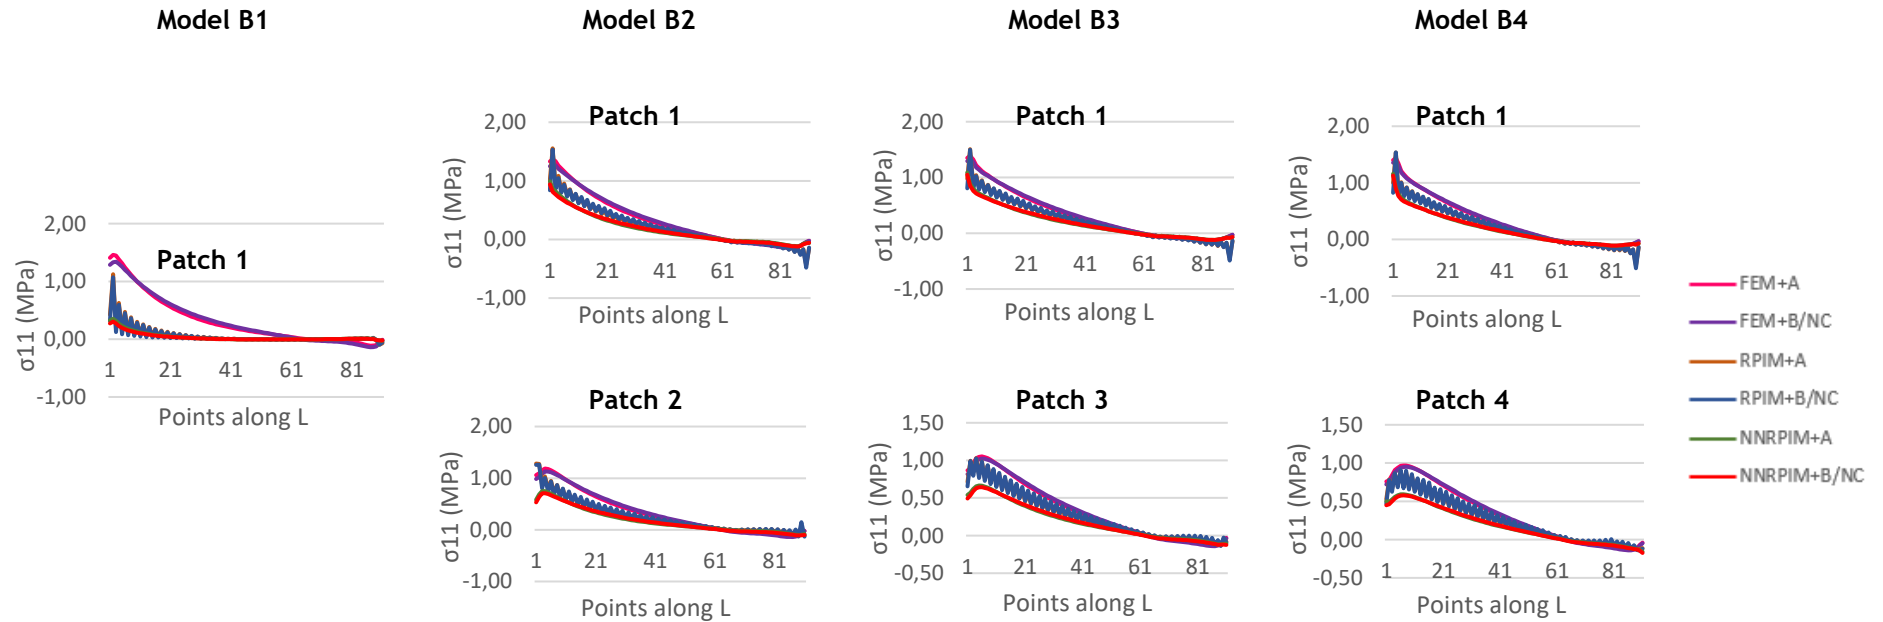 Model B1
Model B2
Model B3
Model B4
Patch 1
2,00
1,00
0,00
-1,00
σ11 (MPa)
1 21 41 61 81
Points along L
Patch 1
2,00
1,00
0,00
-1,00
σ11 (MPa)
1 21 41 61 81
Points along L
Patch 1
2,00
1,00
0,00
-1,00
σ11 (MPa)
1 21 41 61 81
Points along L
Patch 1
2,00
1,00
0,00
-1,00
σ11 (MPa)
1 21 41 61 81
Points along L
Patch 2
2,00
1,00
0,00
-1,00
σ11 (MPa)
1 21 41 61 81
Points along L
Patch 3
1,50
1,00
0,50
0,00
-0,50
σ11 (MPa)
1 21 41 61 81
Points along L
Patch 4
1,50
1,00
0,50
0,00
-0,50
σ11 (MPa)
1 21 41 61 81
Points along L
FEM+A
FEM+B/NC
RPIM+A
RPIM+B/NC
NNRPIM+A
NNRPIM+B/NC